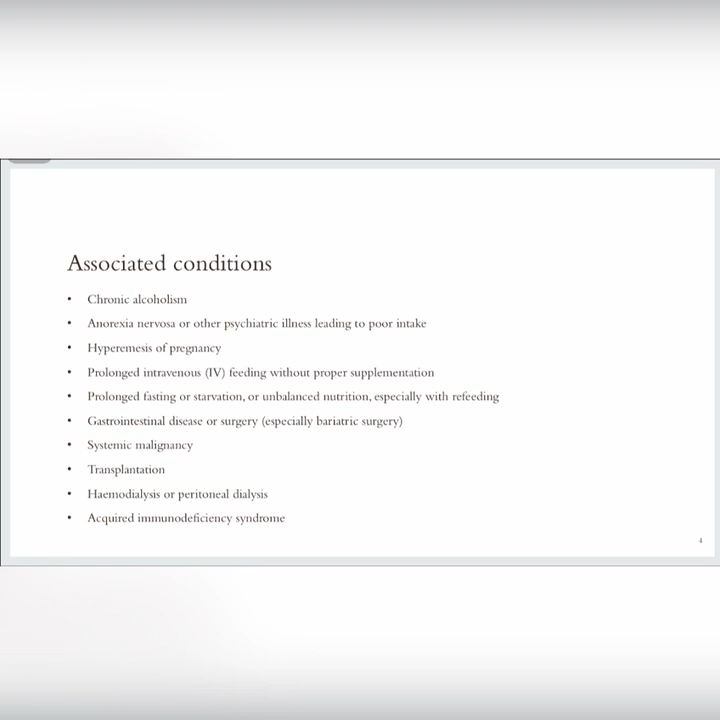 Associated conditions
• Chronic alcoholism
• Anorexia nervosa or other psychiatric illness leading to poor intake
• Hyperemesis of pregnancy
• Prolonged intravenous (IV) feeding without proper supplementation
• Prolonged fasting or starvation, or unbalanced nutrition, especially with refeeding
• Gastrointestinal disease or surgery (especially bariatric surgery)
• Systemic malignancy
• Transplantation
• Haemodialysis or peritoneal dialysis
• Acquired immunodeficiency syndrome
4